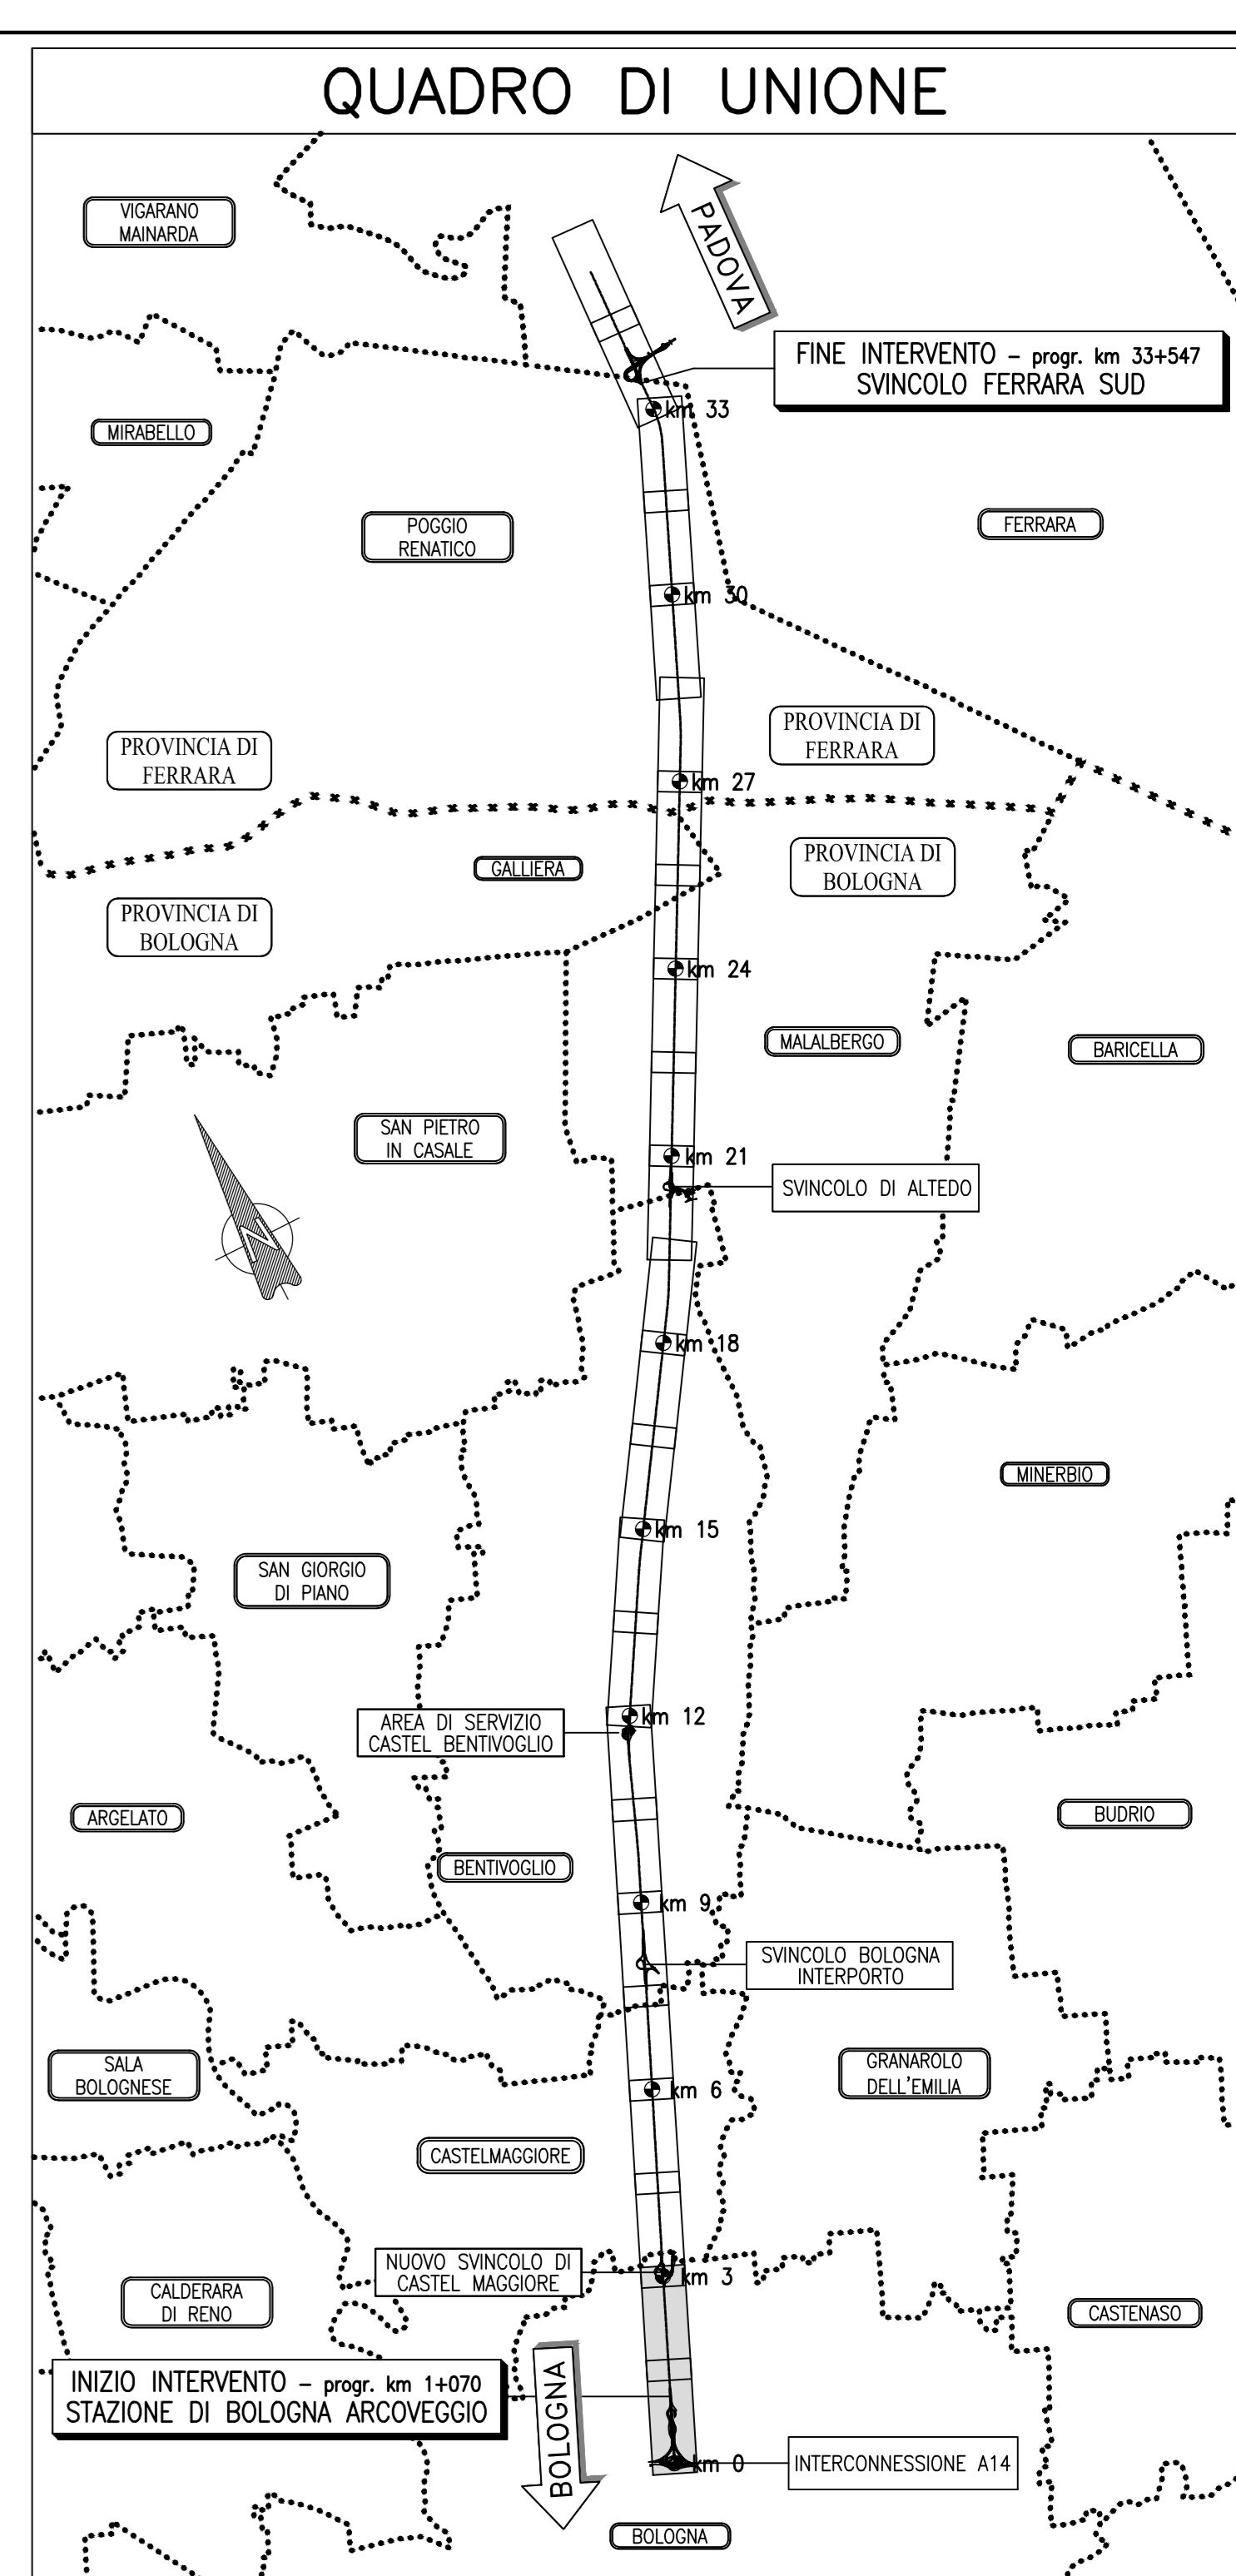 QUADRO DI UNIONE
VIGARANO
MAINARDA
PADOVA
FINE INTERVENTO – progr. km 33+547
SVINCOLO FERRARA SUD
km 33
MIRABELLO
POGGIO
RENATICO
FERRARA
km 30
PROVINCIA DI
FERRARA
PROVINCIA DI
FERRARA
km 27
GALLIERA
PROVINCIA DI
BOLOGNA
PROVINCIA DI
BOLOGNA
km 24
MALALBERGO
BARICELLA
SAN PIETRO
IN CASALE
km 21
SVINCOLO DI ALTEDO
N
km 18
MINERBIO
km 15
SAN GIORGIO
DI PIANO
km 12
AREA DI SERVIZIO
CASTEL BENTIVOGLIO
ARGELATO
BUDRIO
BENTIVOGLIO
km 9
SVINCOLO BOLOGNA
INTERPORTO
SALA
BOLOGNESE
GRANAROLO
DELL'EMILIA
km 6
CASTELMAGGIORE
NUOVO SVINCOLO DI
CASTEL MAGGIORE
km 3
CALDERARA
DI RENO
CASTENASO
INIZIO INTERVENTO – progr. km 1+070
STAZIONE DI BOLOGNA ARCOVEGGIO
BOLOGNA
km 0
INTERCONNESSIONE A14
BOLOGNA